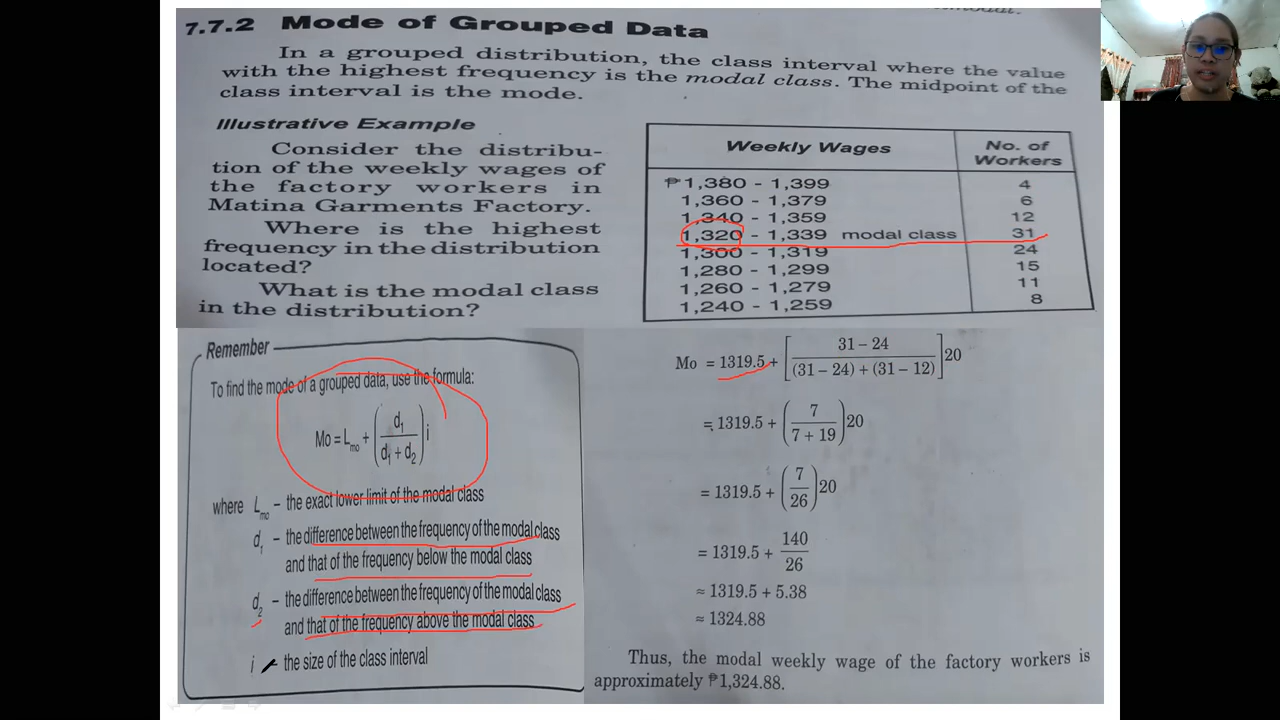 modal.
7.7.2 Mode of Grouped Data
In a grouped distribution, the class interval where the value
with the highest frequency is the modal class. The midpoint of the
class interval is the mode.
Illustrative Example
Consider the distribu-
tion of the weekly wages of
the factory workers in
Matina Garments Factory.
Where is the highest
frequency in the distribution
located?
What is the modal class
in the distribution?
Weekly Wages No. of
Workers
₱1,380 - 1,399 4
1,360 - 1,379 6
1,340 - 1,359 12
1,320 - 1,339 modal class 31
1,300 - 1,319 24
1,280 - 1,299 15
1,260 - 1,279 11
1,240 - 1,259 8
Remember
To find the mode of a grouped data, use the formula:
Mo = Lmo + (d₁ / (d₁ + d₂)) i
where Lmo – the exact lower limit of the modal class
d₁ – the difference between the frequency of the modal class
and that of the frequency below the modal class
d₂ – the difference between the frequency of the modal class
and that of the frequency above the modal class
i the size of the class interval
Mo = 1319.5 + [(31 – 24) / ((31 – 24) + (31 – 12))] 20
= 1319.5 + (7 / (7 + 19)) 20
= 1319.5 + (7 / 26) 20
= 1319.5 + 140 / 26
≈ 1319.5 + 5.38
≈ 1324.88
Thus, the modal weekly wage of the factory workers is
approximately ₱1,324.88.